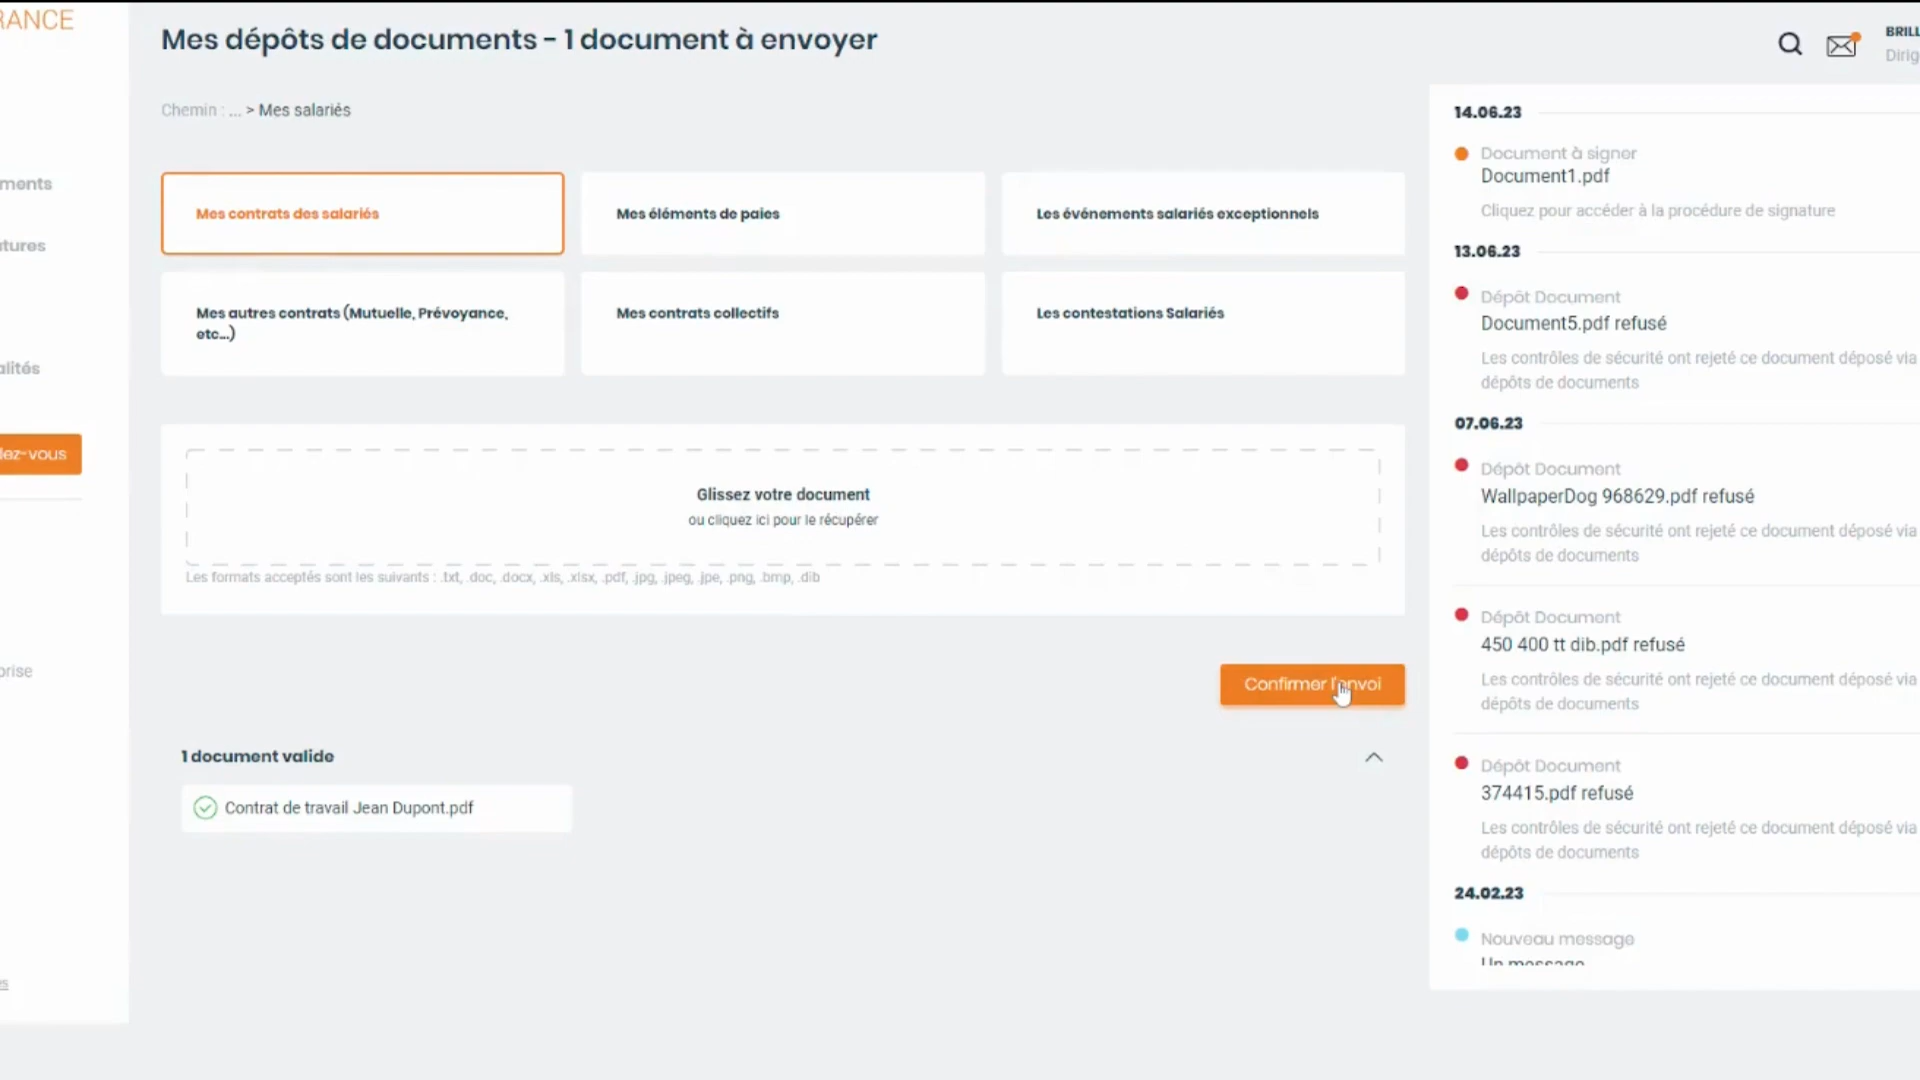 RANCE
Mes dépôts de documents - 1 document à envoyer
BRILL
Dirig
Chemin : ... > Mes salariés
ments
tures
alités
lez-vous
prise
es
Mes contrats des salariés
Mes éléments de paies
Les événements salariés exceptionnels
Mes autres contrats (Mutuelle, Prévoyance,
etc...)
Mes contrats collectifs
Les contestations Salariés
Glissez votre document
ou cliquez ici pour le récupérer
Les formats acceptés sont les suivants : .txt, .doc, .docx, .xls, .xlsx, .pdf, .jpg, .jpeg, .jpe, .png, .bmp, .dib
Confirmer l'envoi
1 document valide
Contrat de travail Jean Dupont.pdf
14.06.23
Document à signer
Document1.pdf
Cliquez pour accéder à la procédure de signature
13.06.23
Dépôt Document
Document5.pdf refusé
Les contrôles de sécurité ont rejeté ce document déposé via
dépôts de documents
07.06.23
Dépôt Document
WallpaperDog 968629.pdf refusé
Les contrôles de sécurité ont rejeté ce document déposé via
dépôts de documents
Dépôt Document
450 400 tt dib.pdf refusé
Les contrôles de sécurité ont rejeté ce document déposé via
dépôts de documents
Dépôt Document
374415.pdf refusé
Les contrôles de sécurité ont rejeté ce document déposé via
dépôts de documents
24.02.23
Nouveau message
Un message